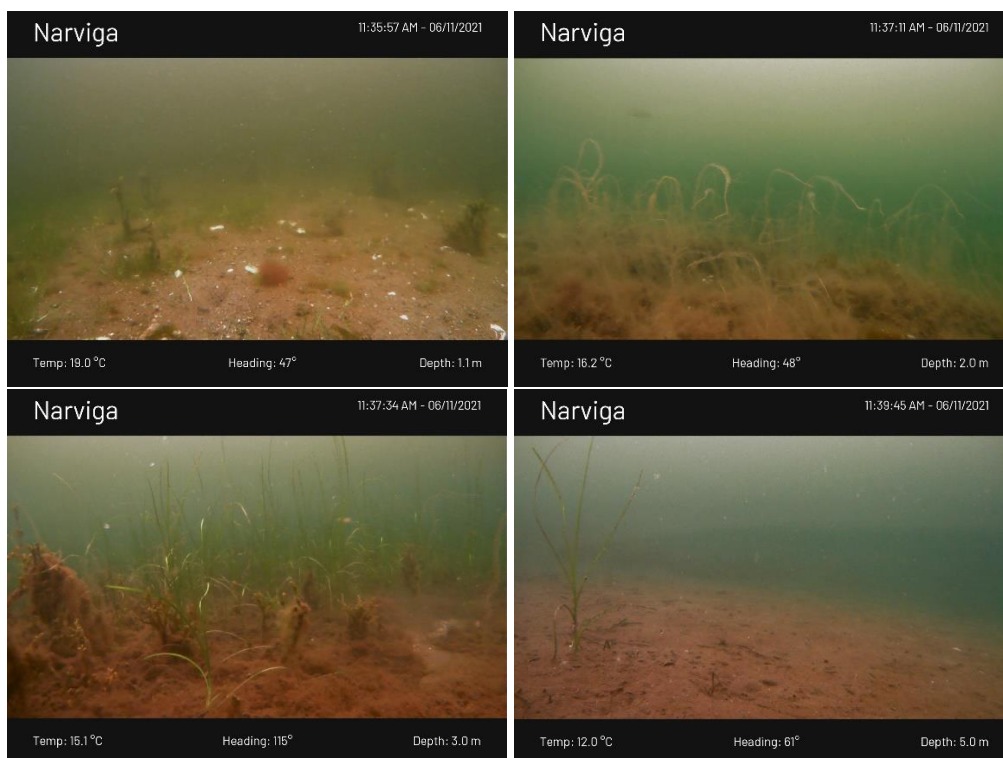 Narviga
11:35:57 AM - 06/11/2021
Temp: 19.0 °C
Heading: 47°
Depth: 1.1 m
Narviga
11:37:11 AM - 06/11/2021
Temp: 16.2 °C
Heading: 48°
Depth: 2.0 m
Narviga
11:37:34 AM - 06/11/2021
Temp: 15.1 °C
Heading: 115°
Depth: 3.0 m
Narviga
11:39:45 AM - 06/11/2021
Temp: 12.0 °C
Heading: 61°
Depth: 5.0 m